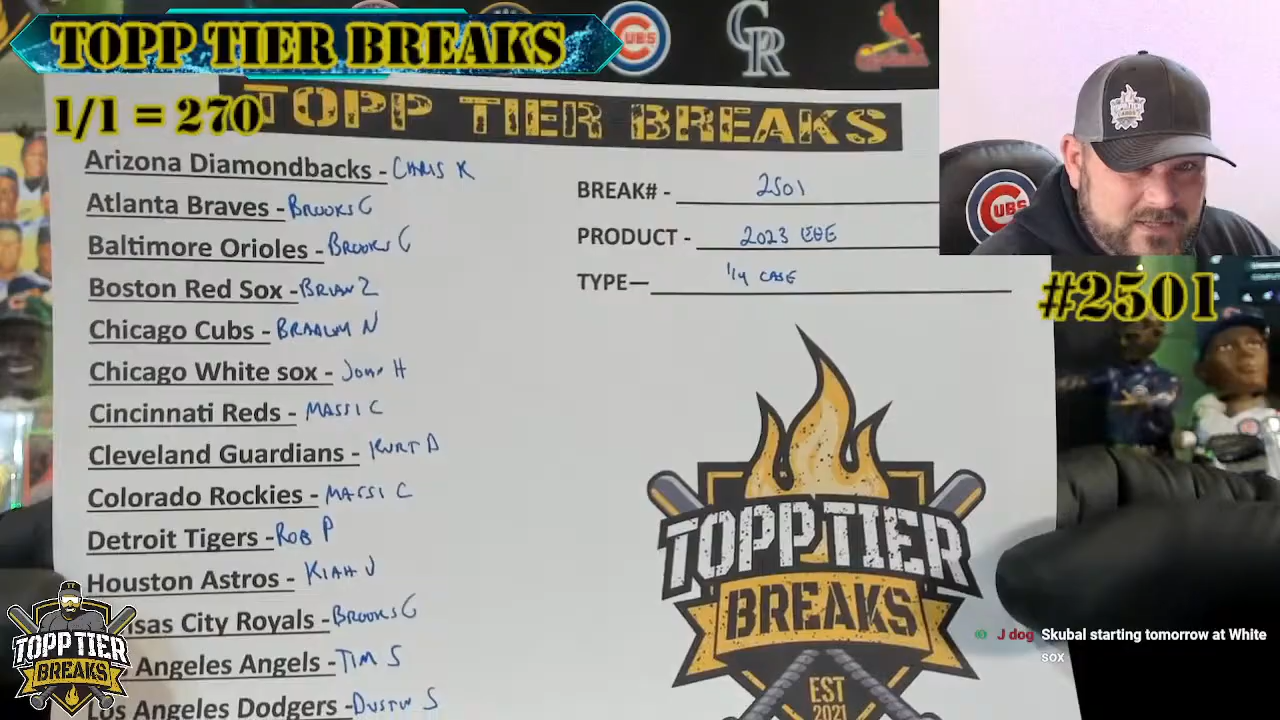 TOPP TIER BREAKS
1/1 = 270
TOPP TIER BREAKS
Arizona Diamondbacks - CHRIS K
Atlanta Braves - BROOKS G
Baltimore Orioles - BROOKS G
Boston Red Sox - BRIAN Z
Chicago Cubs - N
Chicago White sox - JOHN H
Cincinnati Reds - MASSI C
Cleveland Guardians - KURT D
Colorado Rockies - MASSI C
Detroit Tigers - ROB P
Houston Astros - KIAH V
sas City Royals - BROOKS G
Angeles Angels - TIM S
Los Angeles Dodgers - DUSTIN S
BREAK# - 2501
PRODUCT - 2023
TYPE— 1/4 CASE
#2501
CUBS
CR
CUBS
TOPP TIER
BREAKS
EST
2021
TOPP TIER
BREAKS
J dog Skubal starting tomorrow at White
sox